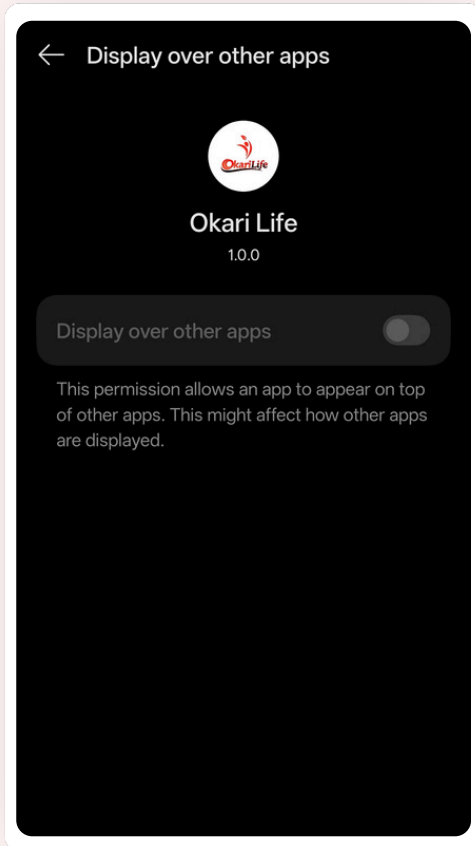 Display over other apps
OkariLife
Okari Life
1.0.0
Display over other apps
This permission allows an app to appear on top
of other apps. This might affect how other apps
are displayed.